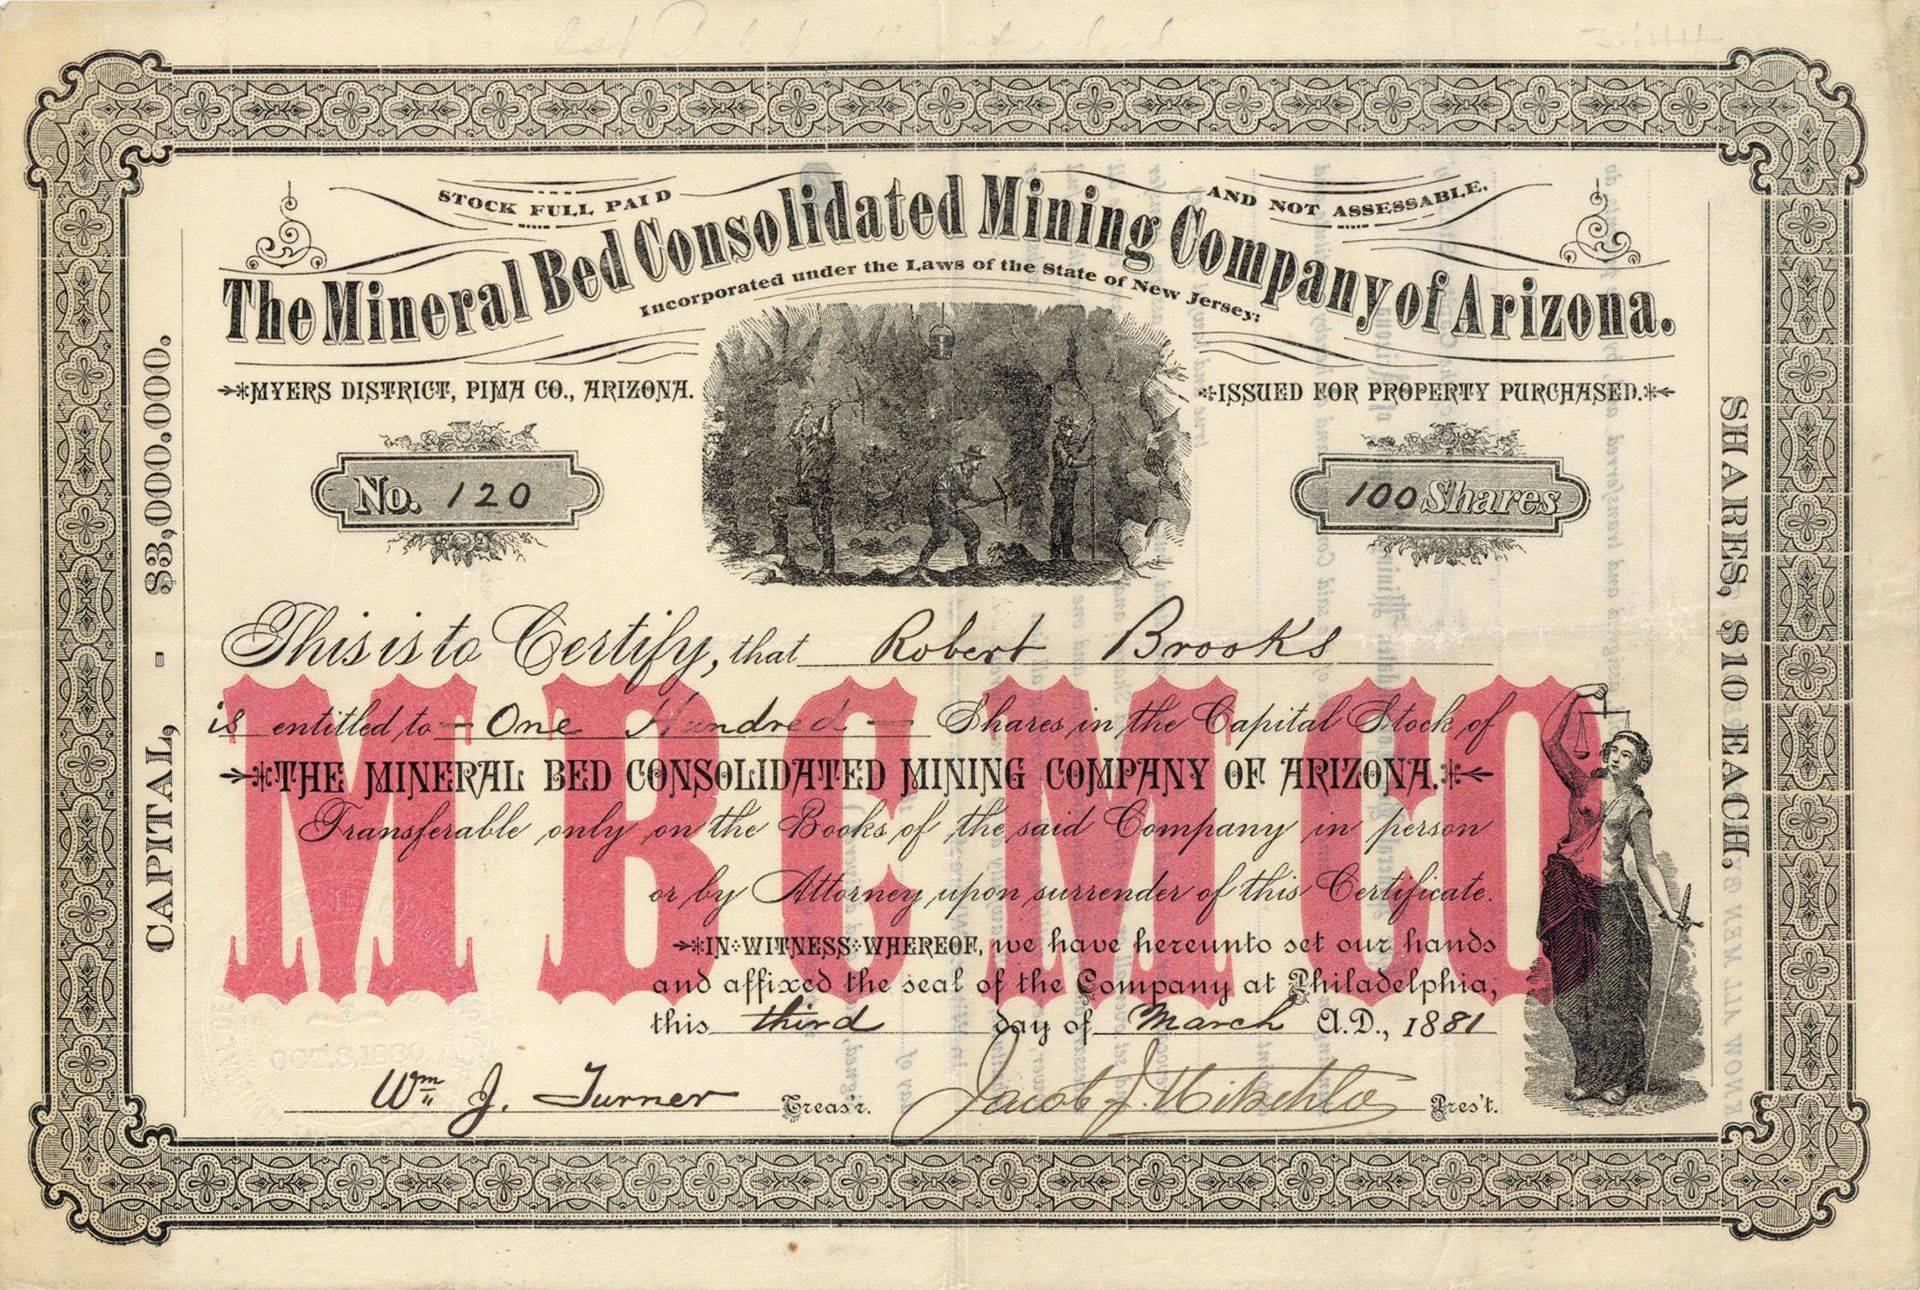 STOCK FULL PAID AND NOT ASSESSABLE.
The Mineral Bed Consolidated Mining Company of Arizona.
Incorporated under the Laws of the State of New Jersey:
MYERS DISTRICT, PIMA CO., ARIZONA.
ISSUED FOR PROPERTY PURCHASED.
No. 120
100 Shares
CAPITAL, - $3,000,000.
SHARES, $10 EACH.
This is to Certify, that Robert Brooks
is entitled to - One Hundred - Shares in the Capital Stock of
THE MINERAL BED CONSOLIDATED MINING COMPANY OF ARIZONA.
Transferable only on the Books of the said Company in person
or by Attorney upon surrender of this Certificate.
M B C M CO
IN WITNESS WHEREOF, we have hereunto set our hands
and affixed the seal of the Company at Philadelphia,
this third day of March A.D., 1881
Wm J. Turner Treas'r.
Jacob J. Pres't.